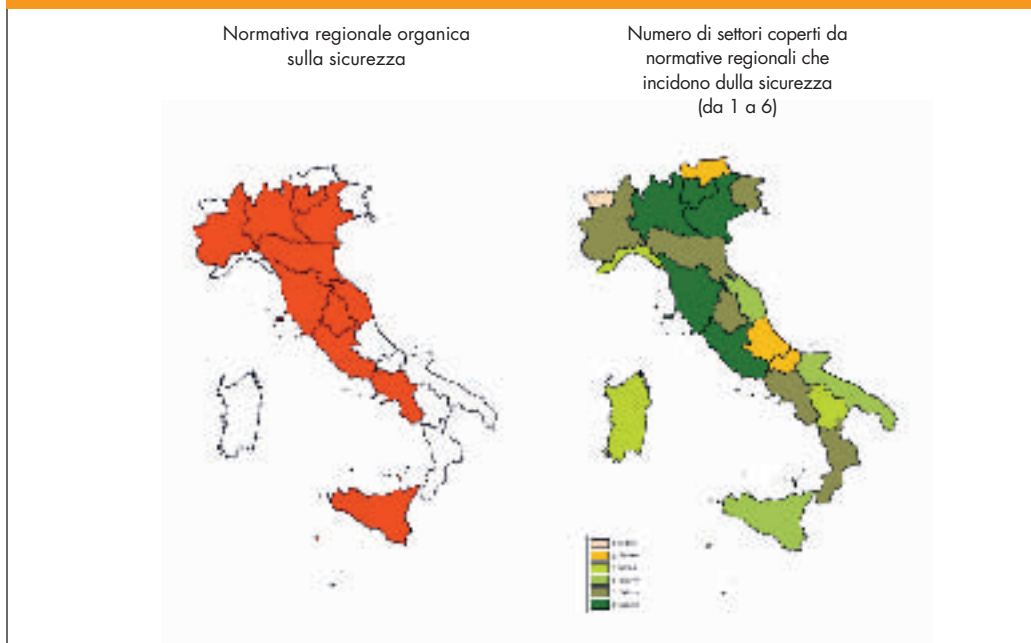 Normativa regionale organica
sulla sicurezza
Numero di settori coperti da
normative regionali che
incidono dulla sicurezza
(da 1 a 6)